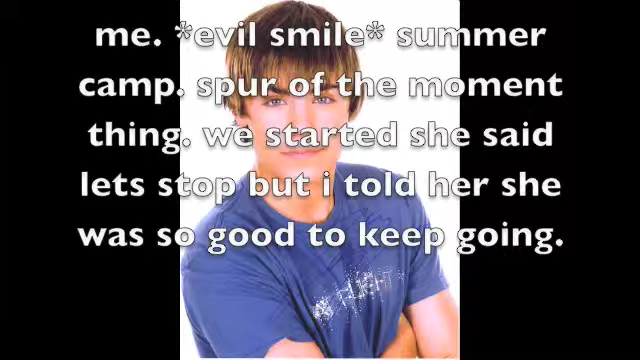 me. *evil smile* summer
camp. spur of the moment
thing. we started she said
lets stop but i told her she
was so good to keep going.
FLIGHT